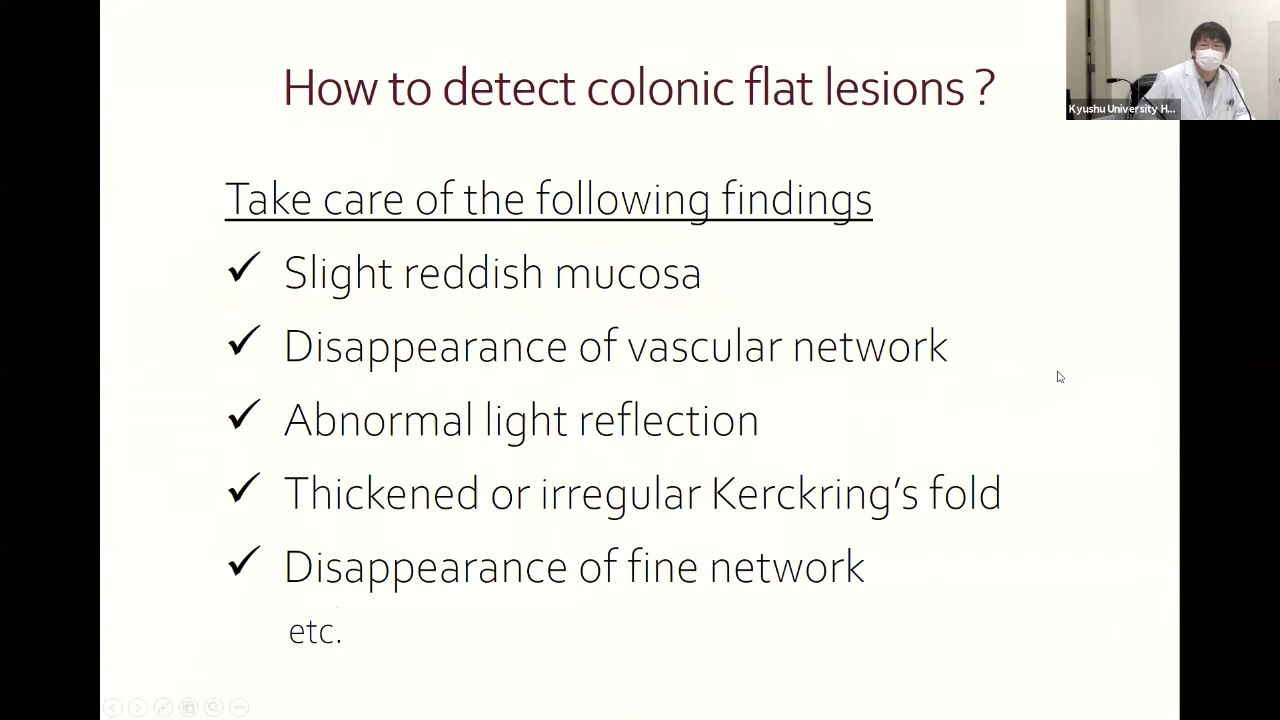 How to detect colonic flat lesions ?
Kyushu University H...
Take care of the following findings
✓ Slight reddish mucosa
✓ Disappearance of vascular network
✓ Abnormal light reflection
✓ Thickened or irregular Kerckring’s fold
✓ Disappearance of fine network
etc.